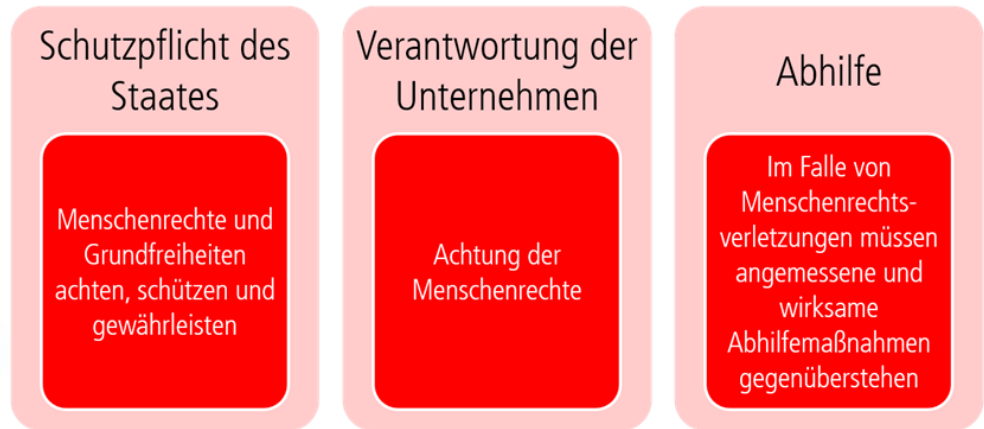 Schutzpflicht des
Staates
Menschenrechte und
Grundfreiheiten
achten, schützen und
gewährleisten
Verantwortung der
Unternehmen
Achtung der
Menschenrechte
Abhilfe
Im Falle von
Menschenrechts-
verletzungen müssen
angemessene und
wirksame
Abhilfemaßnahmen
gegenüberstehen